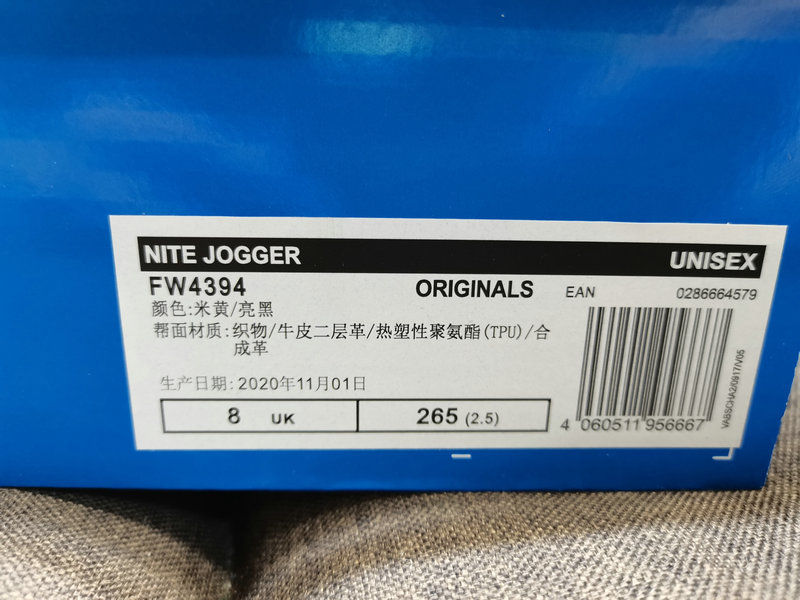 NITE JOGGER UNISEX
FW4394 ORIGINALS EAN 0286664579
颜色:米黄/亮黑
帮面材质:织物/牛皮二层革/热塑性聚氨酯(TPU)/合
成革
生产日期:2020年11月01日
8 UK 265 (2.5)
4 060511 956667
VABSCHA2/0917/V05